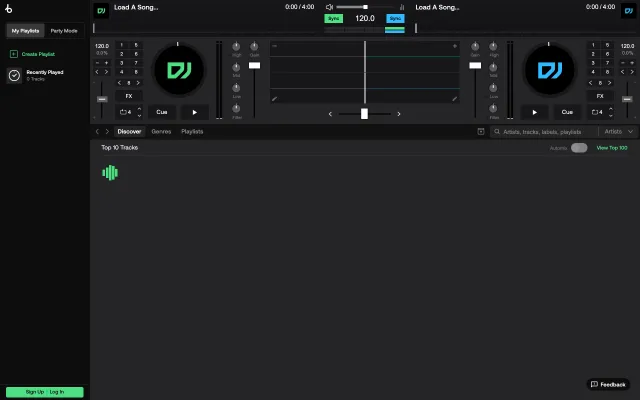 Load A Song...
0:00 / 4:00
Load A Song...
0:00 / 4:00
Sync
120.0
Sync
My Playlists
Party Mode
Create Playlist
Recently Played
0 Tracks
120.0
0.0%
1 5
2 6
3 7
4 8
8
FX
4
DJ
Cue
High
Gain
Mid
Low
Filter
Gain
High
Mid
Low
Filter
DJ
Cue
1 5
2 6
3 7
4 8
8
FX
4
120.0
0.0%
Discover
Genres
Playlists
Artists, tracks, labels, playlists
Artists
Top 10 Tracks
View Top 100
Sign Up
Log In
Feedback